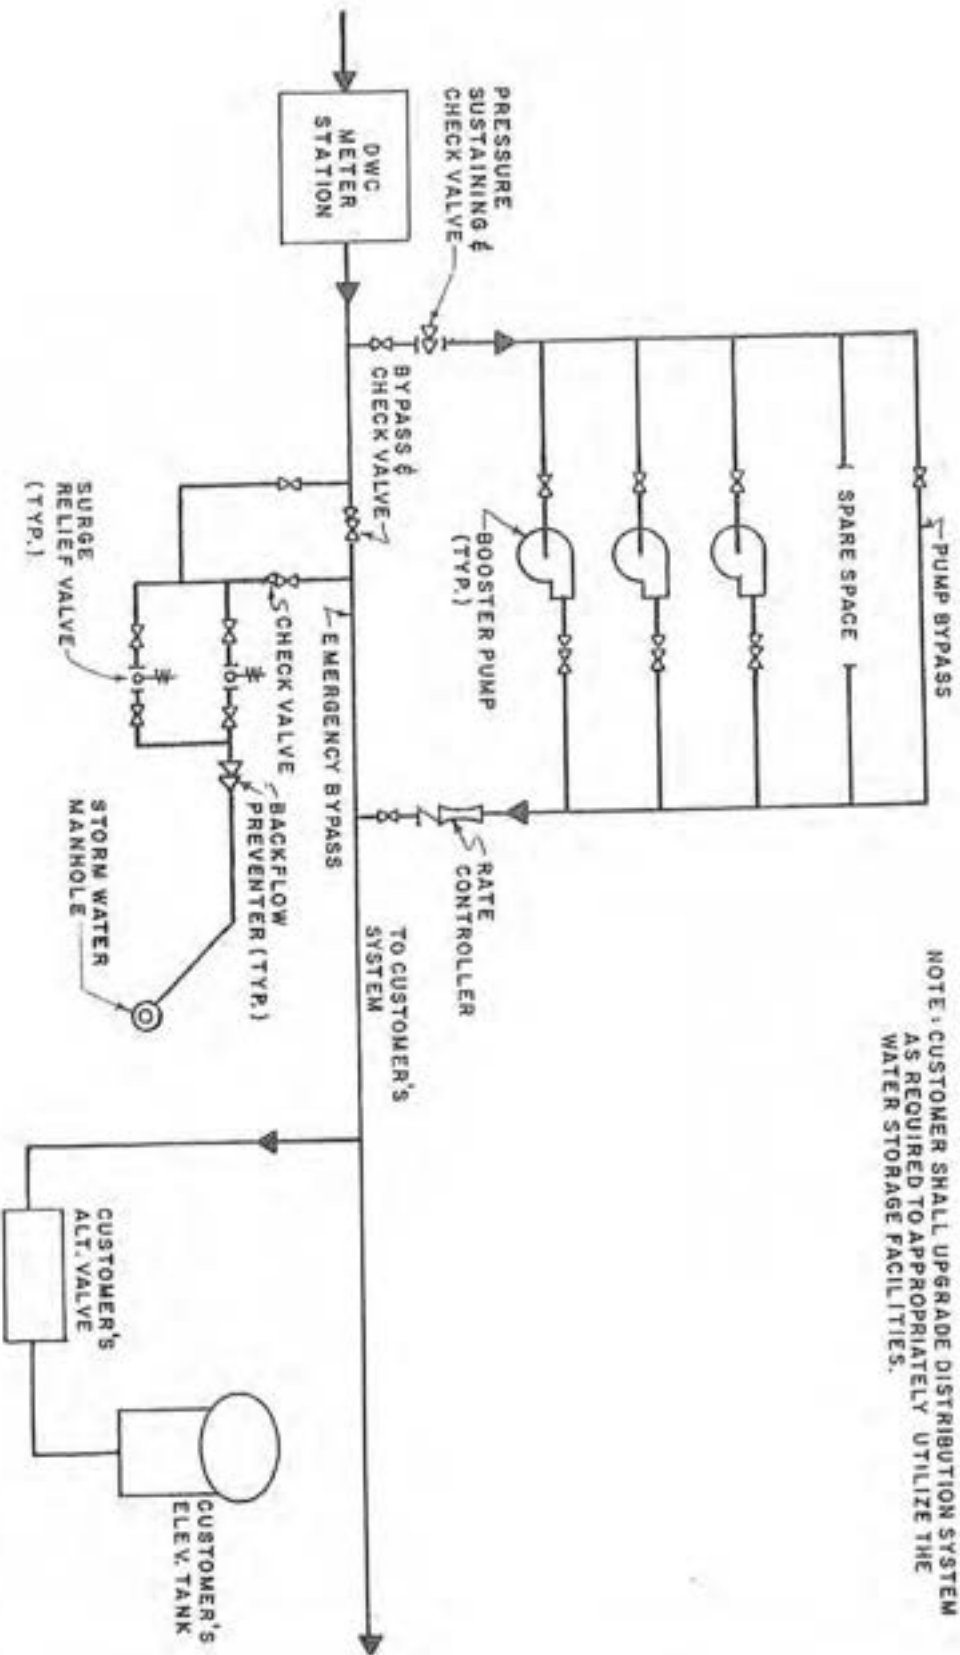 NOTE: CUSTOMER SHALL UPGRADE DISTRIBUTION SYSTEM
AS REQUIRED TO APPROPRIATELY UTILIZE THE
WATER STORAGE FACILITIES.
PUMP BYPASS
SPARE SPACE
BOOSTER PUMP
(TYP.)
PRESSURE
SUSTAINING &
CHECK VALVE
RATE
CONTROLLER
BYPASS &
CHECK VALVE
DWC
METER
STATION
TO CUSTOMER'S
SYSTEM
EMERGENCY BYPASS
CHECK VALVE
BACKFLOW
PREVENTER (TYP.)
SURGE
RELIEF VALVE
(TYP.)
STORM WATER
MANHOLE
CUSTOMER'S
ALT. VALVE
CUSTOMER'S
ELEV. TANK